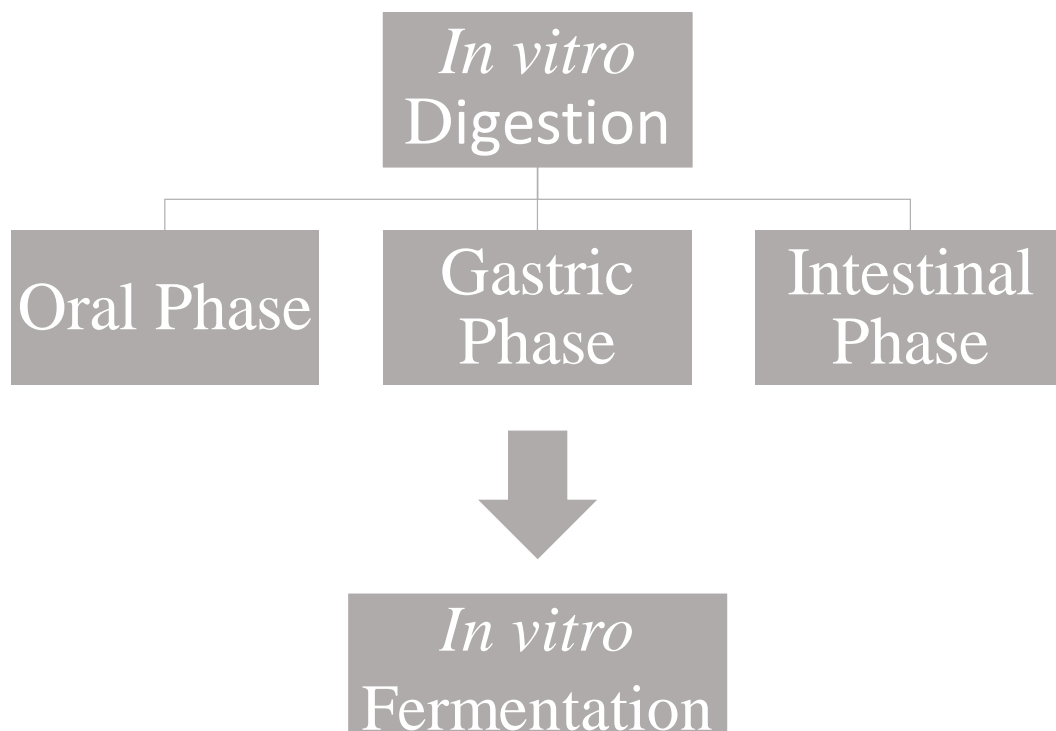 In vitro
Digestion
Oral Phase
Gastric
Phase
Intestinal
Phase
In vitro
Fermentation